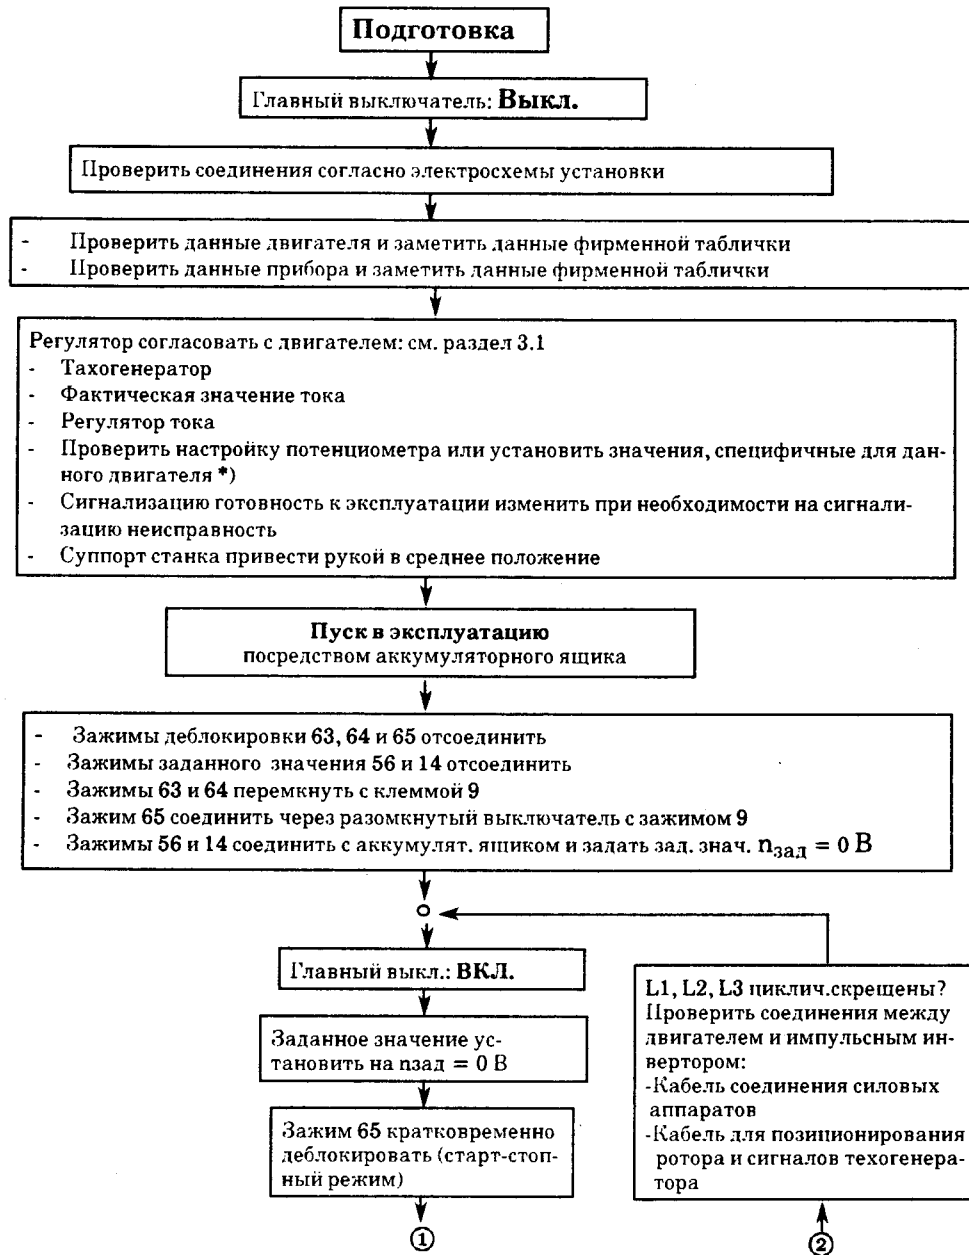 Подготовка
Главный выключатель: Выкл.
Проверить соединения согласно электросхемы установки
- Проверить данные двигателя и заметить данные фирменной таблички
- Проверить данные прибора и заметить данные фирменной таблички
Регулятор согласовать с двигателем: см. раздел 3.1
- Тахогенератор
- Фактическая значение тока
- Регулятор тока
- Проверить настройку потенциометра или установить значения, специфичные для дан-
ного двигателя *)
- Сигнализацию готовность к эксплуатации изменить при необходимости на сигнали-
зацию неисправность
- Суппорт станка привести рукой в среднее положение
Пуск в эксплуатацию
посредством аккумуляторного ящика
- Зажимы деблокировки 63, 64 и 65 отсоединить
- Зажимы заданного значения 56 и 14 отсоединить
- Зажимы 63 и 64 перемкнуть с клеммой 9
- Зажим 65 соединить через разомкнутый выключатель с зажимом 9
- Зажимы 56 и 14 соединить с аккумулят. ящиком и задать зад. знач. nзад = 0 В
Главный выкл.: ВКЛ.
Заданное значение ус-
тановить на nзад = 0 В
Зажим 65 кратковременно
деблокировать (старт-стоп-
ный режим)
①
L1, L2, L3 циклич.скрещены?
Проверить соединения между
двигателем и импульсным ин-
вертором:
-Кабель соединения силовых
аппаратов
-Кабель для позиционирования
ротора и сигналов техогенера-
тора
②